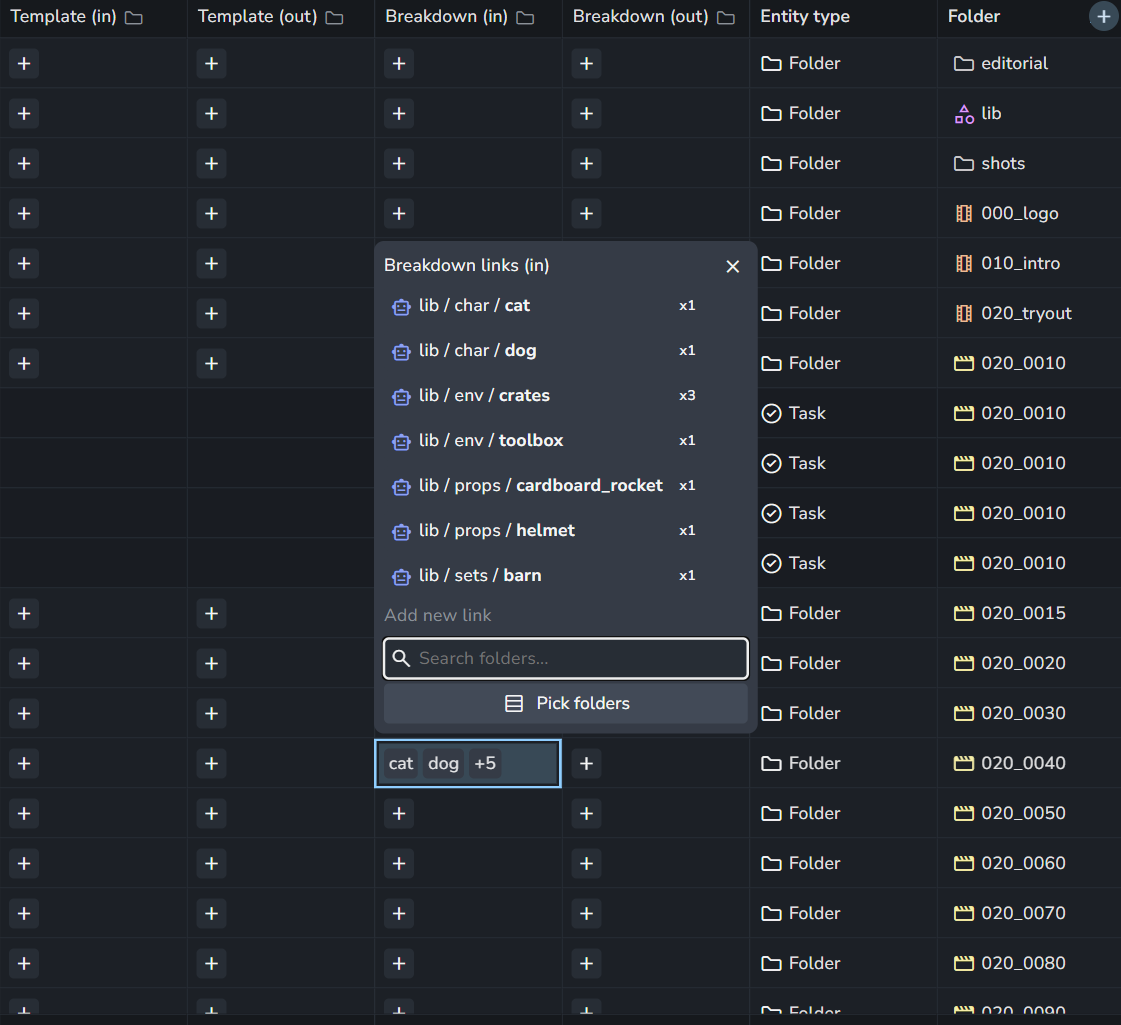 Template (in) Template (out) Breakdown (in) Breakdown (out) Entity type Folder
Folder editorial
Folder lib
Folder shots
Folder 000_logo
Breakdown links (in)
Folder 010_intro
lib / char / cat x1
Folder 020_tryout
lib / char / dog x1
Folder 020_0010
lib / env / crates x3
Task 020_0010
lib / env / toolbox x1
Task 020_0010
lib / props / cardboard_rocket x1
Task 020_0010
lib / props / helmet x1
Task 020_0010
lib / sets / barn x1
Add new link
Folder 020_0015
Search folders...
Folder 020_0020
Pick folders
Folder 020_0030
cat dog +5 Folder 020_0040
Folder 020_0050
Folder 020_0060
Folder 020_0070
Folder 020_0080
Folder 020_0090